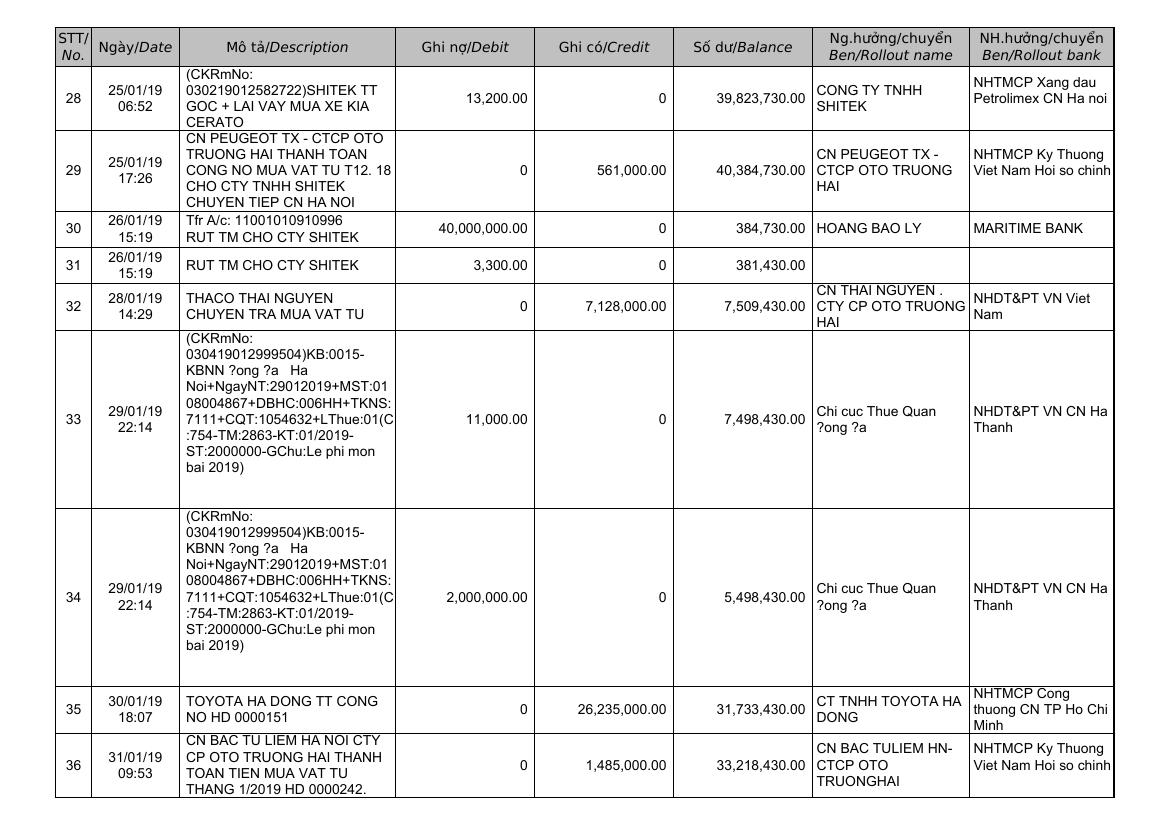 STT/ Ngày/Date Mô tả/Description Ghi nợ/Debit Ghi có/Credit Số dư/Balance Ng.hưởng/chuyển NH.hưởng/chuyển
No. Ben/Rollout name Ben/Rollout bank
(CKRmNo:
28 25/01/19 030219012582722)SHITEK TT 13,200.00 0 39,823,730.00 CONG TY TNHH NHTMCP Xang dau
06:52 GOC + LAI VAY MUA XE KIA SHITEK Petrolimex CN Ha noi
CERATO
CN PEUGEOT TX - CTCP OTO
TRUONG HAI THANH TOAN CN PEUGEOT TX - NHTMCP Ky Thuong
29 25/01/19 CONG NO MUA VAT TU T12. 18 0 561,000.00 40,384,730.00 CTCP OTO TRUONG Viet Nam Hoi so chinh
17:26 CHO CTY TNHH SHITEK HAI
CHUYEN TIEP CN HA NOI
30 26/01/19 Tfr A/c: 11001010910996 40,000,000.00 0 384,730.00 HOANG BAO LY MARITIME BANK
15:19 RUT TM CHO CTY SHITEK
31 26/01/19 RUT TM CHO CTY SHITEK 3,300.00 0 381,430.00
15:19
32 28/01/19 THACO THAI NGUYEN 0 7,128,000.00 7,509,430.00 CN THAI NGUYEN . NHDT&PT VN Viet
14:29 CHUYEN TRA MUA VAT TU CTY CP OTO TRUONG Nam
HAI
(CKRmNo:
030419012999504)KB:0015-
KBNN ?ong ?a Ha
Noi+NgayNT:29012019+MST:01
08004867+DBHC:006HH+TKNS:
33 29/01/19 7111+CQT:1054632+LThue:01(C 11,000.00 0 7,498,430.00 Chi cuc Thue Quan NHDT&PT VN CN Ha
22:14 :754-TM:2863-KT:01/2019- ?ong ?a Thanh
ST:2000000-GChu:Le phi mon
bai 2019)
(CKRmNo:
030419012999504)KB:0015-
KBNN ?ong ?a Ha
Noi+NgayNT:29012019+MST:01
08004867+DBHC:006HH+TKNS:
34 29/01/19 7111+CQT:1054632+LThue:01(C 2,000,000.00 0 5,498,430.00 Chi cuc Thue Quan NHDT&PT VN CN Ha
22:14 :754-TM:2863-KT:01/2019- ?ong ?a Thanh
ST:2000000-GChu:Le phi mon
bai 2019)
35 30/01/19 TOYOTA HA DONG TT CONG 0 26,235,000.00 31,733,430.00 CT TNHH TOYOTA HA NHTMCP Cong
18:07 NO HD 0000151 DONG thuong CN TP Ho Chi
Minh
CN BAC TU LIEM HA NOI CTY
36 31/01/19 CP OTO TRUONG HAI THANH 0 1,485,000.00 33,218,430.00 CN BAC TULIEM HN- NHTMCP Ky Thuong
09:53 TOAN TIEN MUA VAT TU CTCP OTO Viet Nam Hoi so chinh
THANG 1/2019 HD 0000242. TRUONGHAI